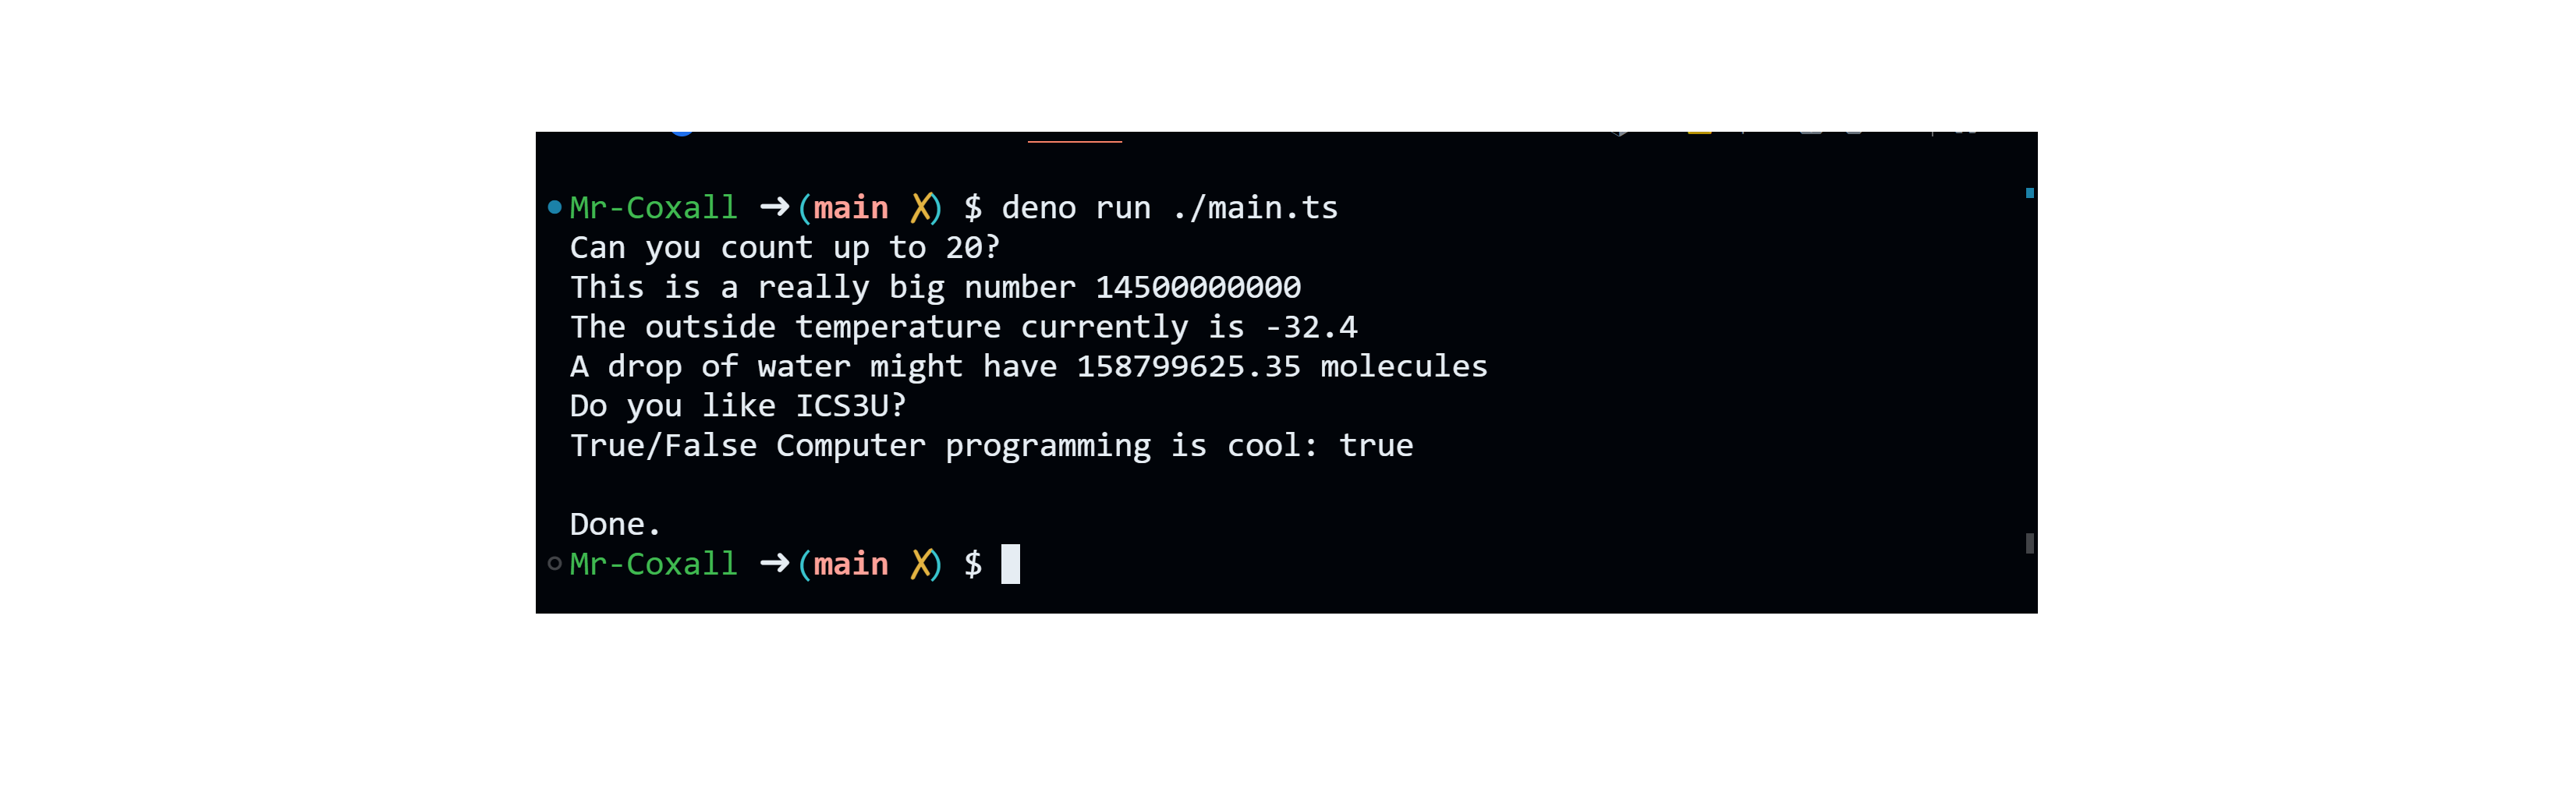 Mr-Coxall ➜ (main ✗) $ deno run ./main.ts
Can you count up to 20?
This is a really big number 14500000000
The outside temperature currently is -32.4
A drop of water might have 158799625.35 molecules
Do you like ICS3U?
True/False Computer programming is cool: true
Done.
Mr-Coxall ➜ (main ✗) $